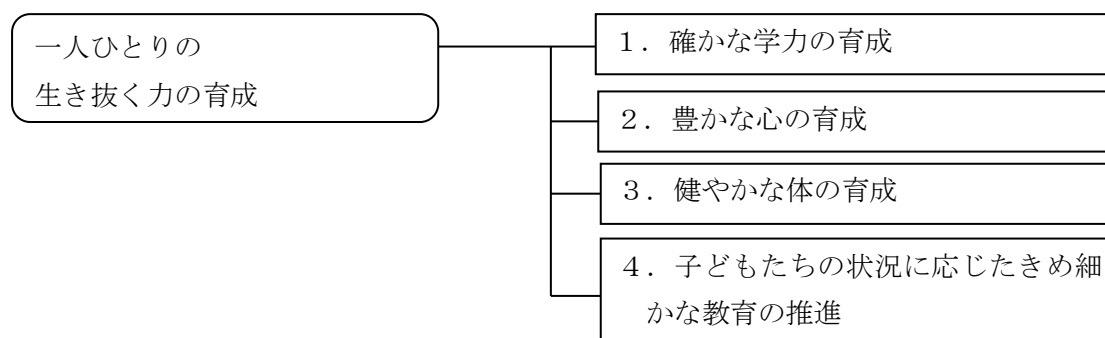 一人ひとりの
生き抜く力の育成
１．確かな学力の育成
２．豊かな心の育成
３．健やかな体の育成
４．子どもたちの状況に応じたきめ細
かな教育の推進